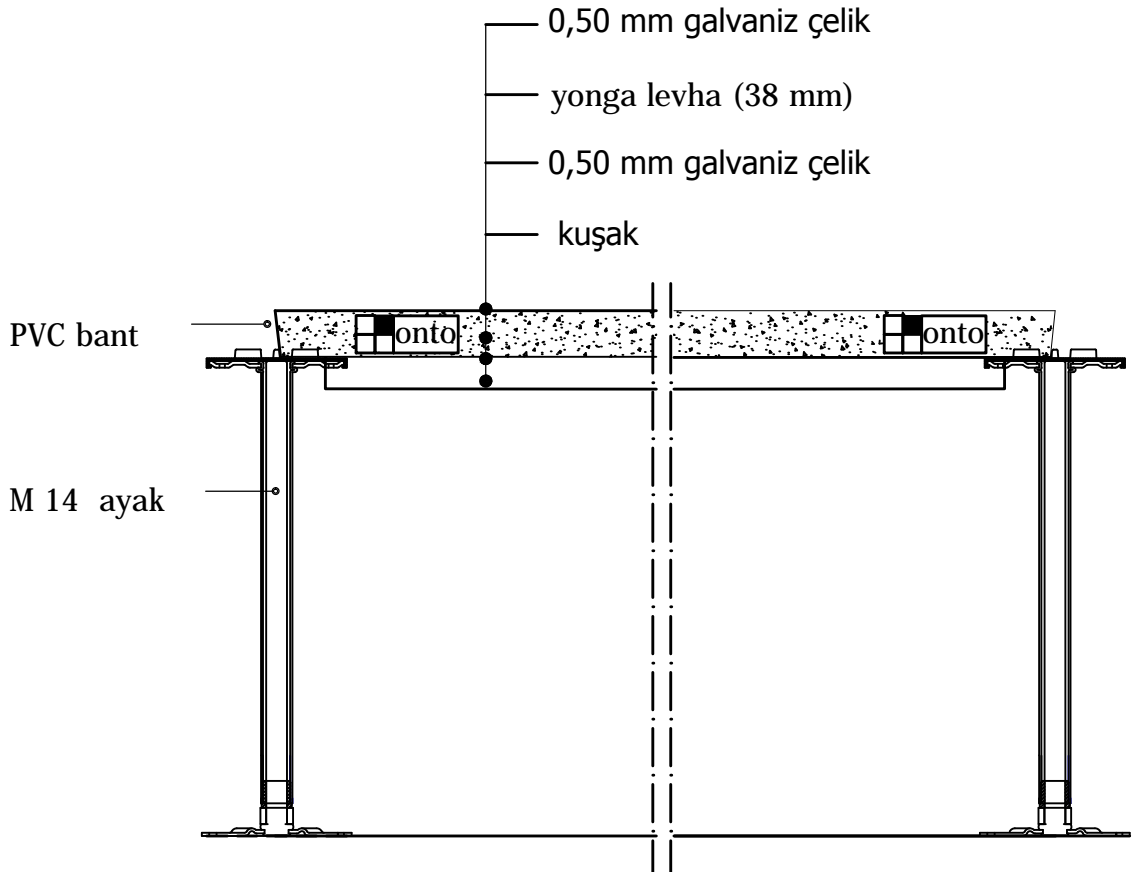 0,50 mm galvaniz çelik
yonga levha (38 mm)
0,50 mm galvaniz çelik
kuşak
PVC bant
onto
onto
M 14 ayak